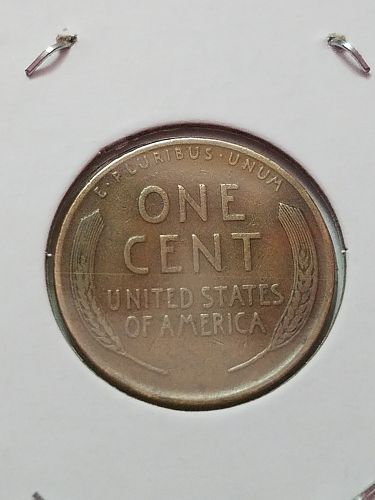 E·PLURIBUS·UNUM
ONE
CENT
UNITED STATES
OF AMERICA